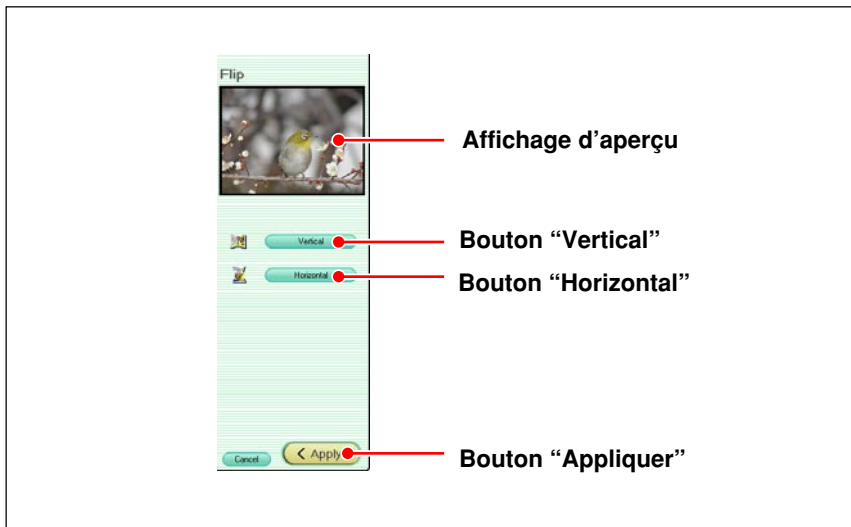 Flip
Affichage d’aperçu
Vertical
Bouton “Vertical”
Horizontal
Bouton “Horizontal”
Cancel
< Apply
Bouton “Appliquer”